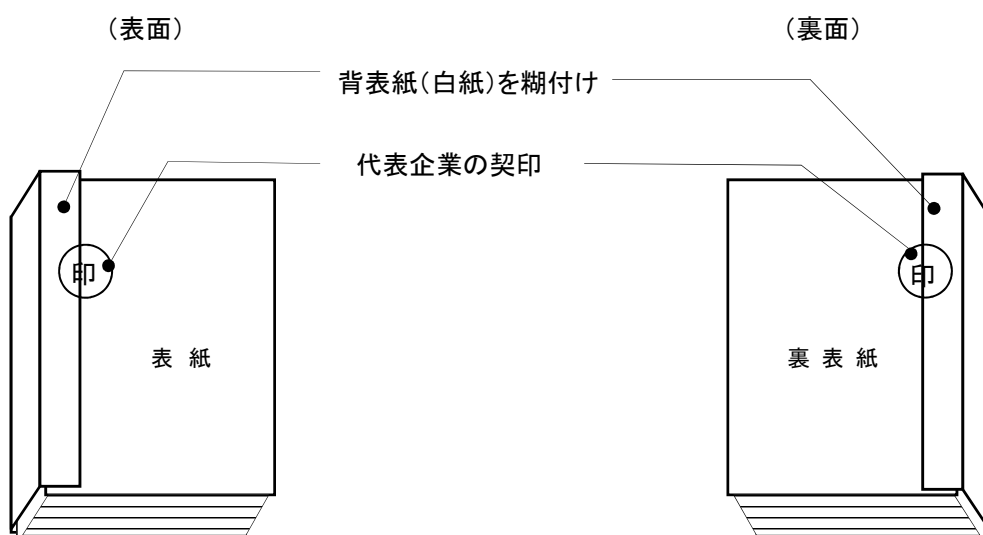 （表面）
（裏面）
背表紙（白紙）を糊付け
代表企業の契印
印
印
表 紙
裏 表 紙